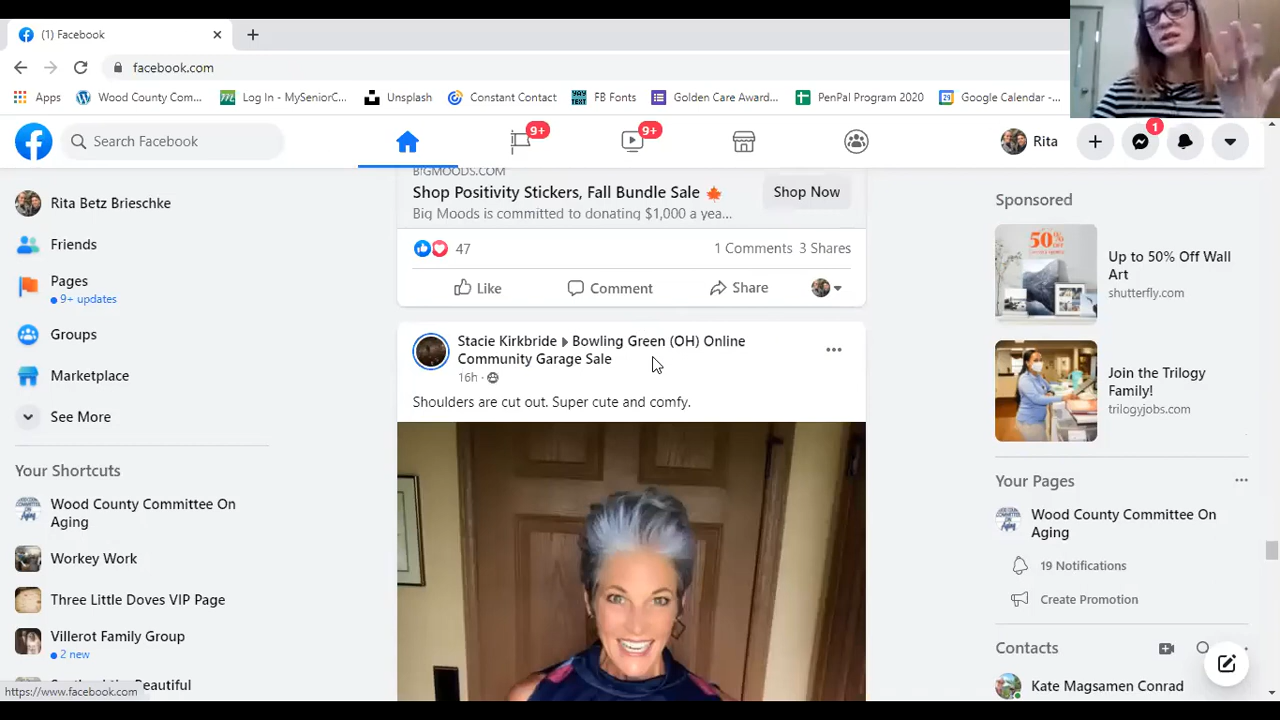 (1) Facebook
facebook.com
Apps
Wood County Com...
Log In - MySeniorC...
Unsplash
Constant Contact
YAY TEXT
FB Fonts
Golden Care Award...
PenPal Program 2020
Google Calendar -...
Search Facebook
9+
9+
Rita
1
Rita Betz Brieschke
Friends
Pages
9+ updates
Groups
Marketplace
See More
Your Shortcuts
Wood County Committee On
Aging
Workey Work
Three Little Doves VIP Page
Villerot Family Group
2 new
the Beautiful
https://www.facebook.com
BIGMOODS.COM
Shop Positivity Stickers, Fall Bundle Sale
Big Moods is committed to donating $1,000 a yea...
Shop Now
47
1 Comments 3 Shares
Like
Comment
Share
Stacie Kirkbride Bowling Green (OH) Online
Community Garage Sale
16h ·
Shoulders are cut out. Super cute and comfy.
Sponsored
50%
Up to 50% Off Wall
Art
shutterfly.com
Join the Trilogy
Family!
trilogyjobs.com
Your Pages
Wood County Committee On
Aging
19 Notifications
Create Promotion
Contacts
Kate Magsamen Conrad